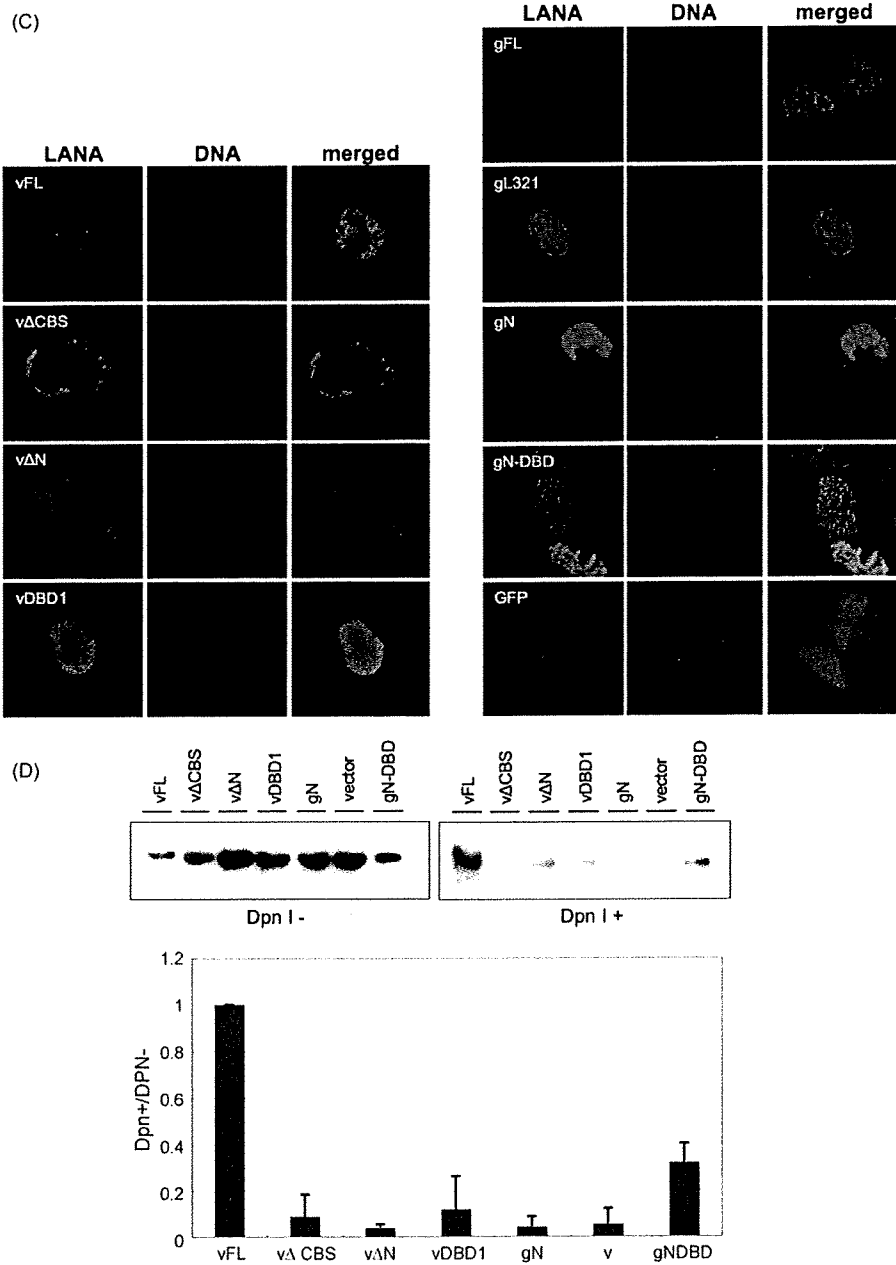 (C)
LANA DNA merged
vFL
vΔCBS
vΔN
vDBD1
LANA DNA merged
gFL
gL321
gN
gN-DBD
GFP
(D)
vFL vΔCBS vΔN vDBD1 gN vector gN-DBD
Dpn I -
vFL vΔCBS vΔN vDBD1 gN vector gN-DBD
Dpn I +
Dpn+/DPN-
1.2
1
0.8
0.6
0.4
0.2
0
vFL vΔ CBS vΔN vDBD1 gN v gNDBD